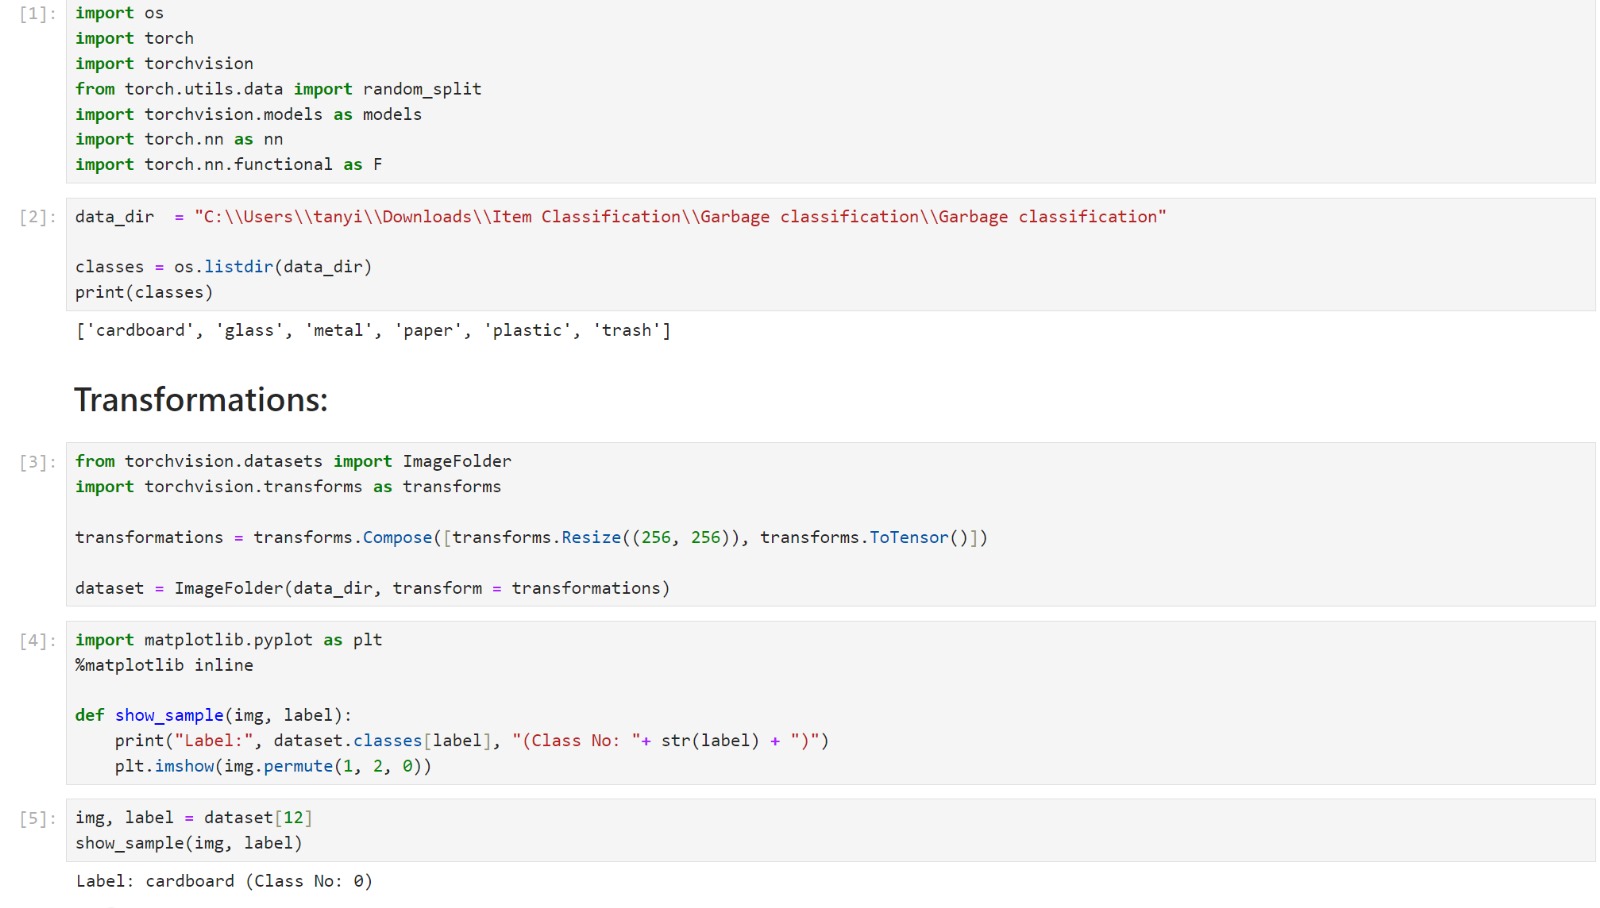 [1]: import os
import torch
import torchvision
from torch.utils.data import random_split
import torchvision.models as models
import torch.nn as nn
import torch.nn.functional as F
[2]: data_dir  = "C:\\Users\\tanyi\\Downloads\\Item Classification\\Garbage classification\\Garbage classification"
classes = os.listdir(data_dir)
print(classes)
['cardboard', 'glass', 'metal', 'paper', 'plastic', 'trash']
Transformations:
[3]: from torchvision.datasets import ImageFolder
import torchvision.transforms as transforms
transformations = transforms.Compose([transforms.Resize((256, 256)), transforms.ToTensor()])
dataset = ImageFolder(data_dir, transform = transformations)
[4]: import matplotlib.pyplot as plt
%matplotlib inline
def show_sample(img, label):
    print("Label:", dataset.classes[label], "(Class No: "+ str(label) + ")")
    plt.imshow(img.permute(1, 2, 0))
[5]: img, label = dataset[12]
show_sample(img, label)
Label: cardboard (Class No: 0)